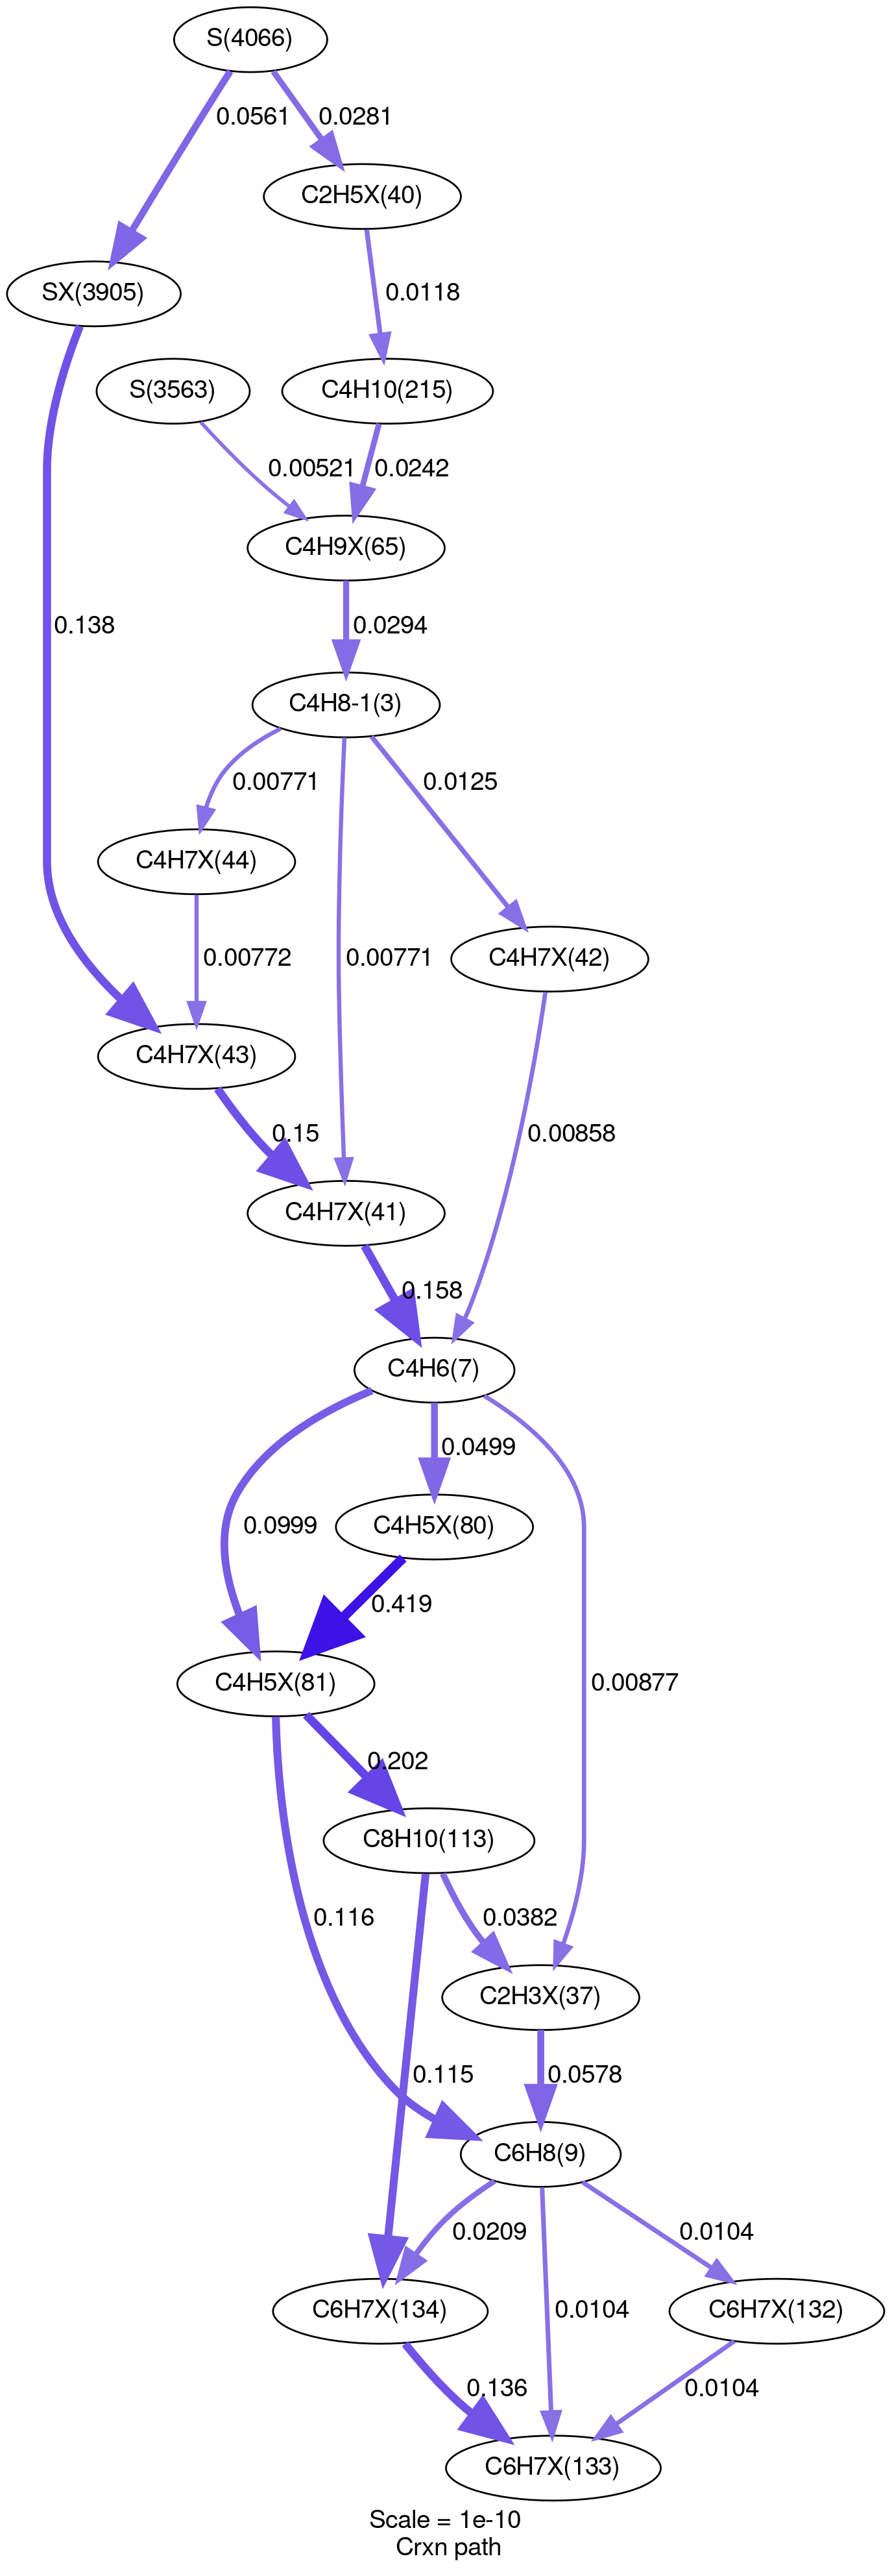 S(4066)
0.0561
0.0281
C2H5X(40)
SX(3905)
0.0118
S(3563)
C4H10(215)
0.00521
0.0242
C4H9X(65)
0.138
0.0294
C4H8-1(3)
0.00771
0.0125
C4H7X(44)
0.00772
0.00771
C4H7X(42)
C4H7X(43)
0.15
0.00858
C4H7X(41)
0.158
C4H6(7)
0.0999
0.0499
C4H5X(80)
0.419
C4H5X(81)
0.00877
0.202
C8H10(113)
0.116
0.0382
C2H3X(37)
0.115
0.0578
C6H8(9)
0.0209
0.0104
0.0104
C6H7X(134)
C6H7X(132)
0.136
0.0104
C6H7X(133)
Scale = 1e-10
Crxn path